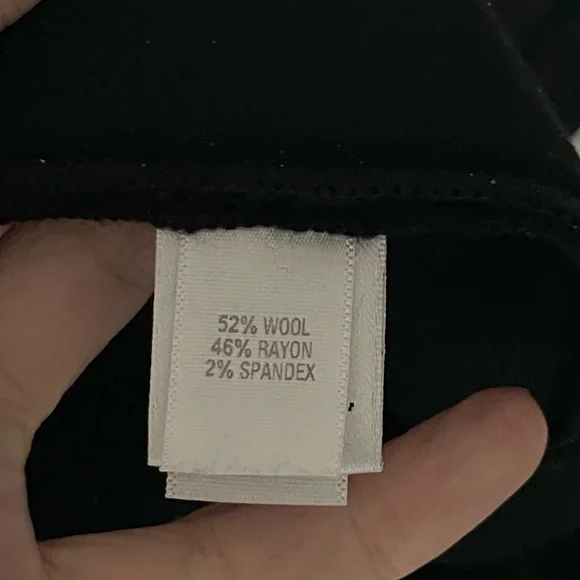 52% WOOL
46% RAYON
2% SPANDEX